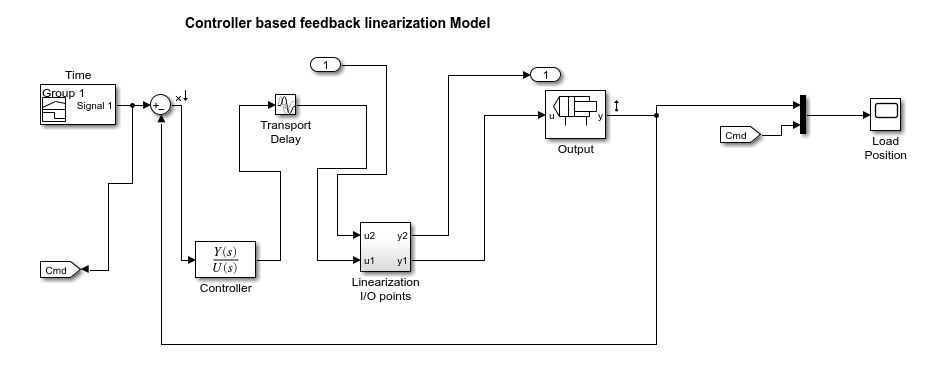 Controller based feedback linearization Model
Time
Group 1
Signal 1
+
−
×
1
Transport
Delay
1
u
y
Output
Cmd
Load
Position
Cmd
Y(s)
U(s)
Controller
u2
y2
u1
y1
Linearization
I/O points